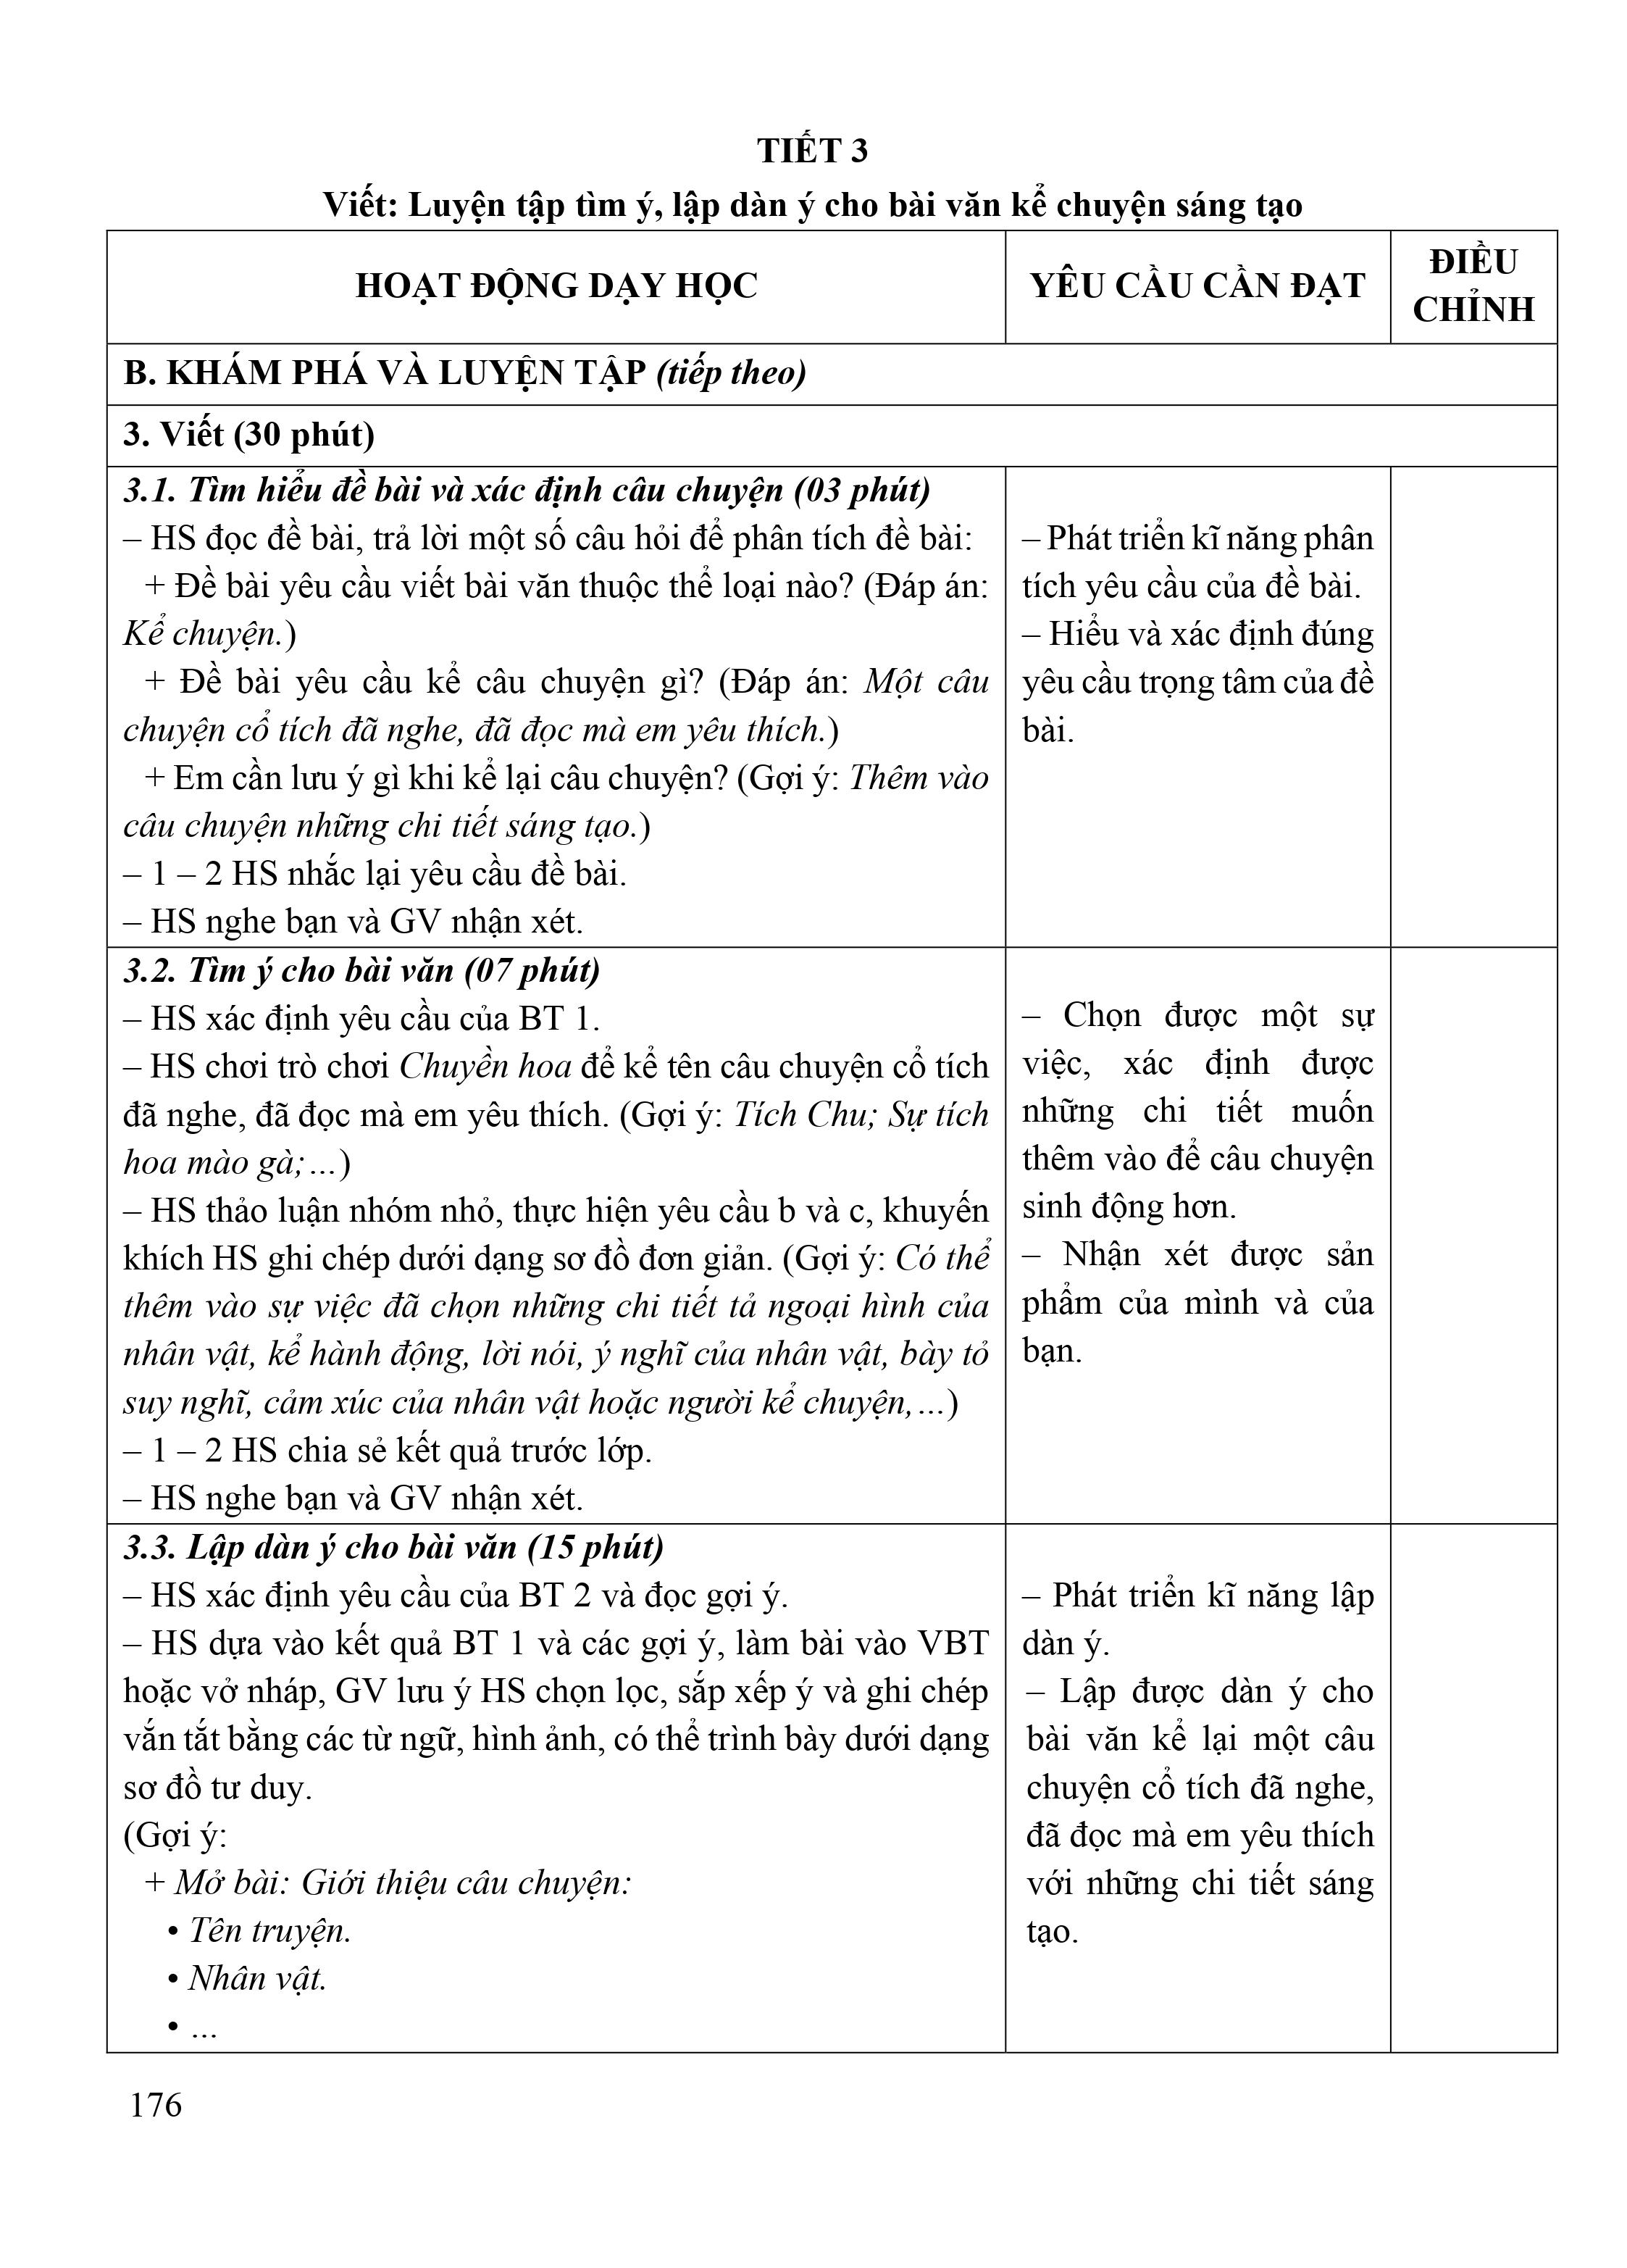 TIẾT 3
Viết: Luyện tập tìm ý, lập dàn ý cho bài văn kể chuyện sáng tạo
HOẠT ĐỘNG DẠY HỌC
YÊU CẦU CẦN ĐẠT
ĐIỀU
CHỈNH
B. KHÁM PHÁ VÀ LUYỆN TẬP (tiếp theo)
3. Viết (30 phút)
3.1. Tìm hiểu đề bài và xác định câu chuyện (03 phút)
– HS đọc đề bài, trả lời một số câu hỏi để phân tích đề bài:
+ Đề bài yêu cầu viết bài văn thuộc thể loại nào? (Đáp án:
Kể chuyện.)
+ Đề bài yêu cầu kể câu chuyện gì? (Đáp án: Một câu
chuyện cổ tích đã nghe, đã đọc mà em yêu thích.)
+ Em cần lưu ý gì khi kể lại câu chuyện? (Gợi ý: Thêm vào
câu chuyện những chi tiết sáng tạo.)
– 1 – 2 HS nhắc lại yêu cầu đề bài.
– HS nghe bạn và GV nhận xét.
– Phát triển kĩ năng phân
tích yêu cầu của đề bài.
– Hiểu và xác định đúng
yêu cầu trọng tâm của đề
bài.
3.2. Tìm ý cho bài văn (07 phút)
– HS xác định yêu cầu của BT 1.
– HS chơi trò chơi Chuyền hoa để kể tên câu chuyện cổ tích
đã nghe, đã đọc mà em yêu thích. (Gợi ý: Tích Chu; Sự tích
hoa mào gà;…)
– HS thảo luận nhóm nhỏ, thực hiện yêu cầu b và c, khuyến
khích HS ghi chép dưới dạng sơ đồ đơn giản. (Gợi ý: Có thể
thêm vào sự việc đã chọn những chi tiết tả ngoại hình của
nhân vật, kể hành động, lời nói, ý nghĩ của nhân vật, bày tỏ
suy nghĩ, cảm xúc của nhân vật hoặc người kể chuyện,…)
– 1 – 2 HS chia sẻ kết quả trước lớp.
– HS nghe bạn và GV nhận xét.
– Chọn được một sự
việc, xác định được
những chi tiết muốn
thêm vào để câu chuyện
sinh động hơn.
– Nhận xét được sản
phẩm của mình và của
bạn.
3.3. Lập dàn ý cho bài văn (15 phút)
– HS xác định yêu cầu của BT 2 và đọc gợi ý.
– HS dựa vào kết quả BT 1 và các gợi ý, làm bài vào VBT
hoặc vở nháp, GV lưu ý HS chọn lọc, sắp xếp ý và ghi chép
vắn tắt bằng các từ ngữ, hình ảnh, có thể trình bày dưới dạng
sơ đồ tư duy.
(Gợi ý:
+ Mở bài: Giới thiệu câu chuyện:
• Tên truyện.
• Nhân vật.
• …
– Phát triển kĩ năng lập
dàn ý.
– Lập được dàn ý cho
bài văn kể lại một câu
chuyện cổ tích đã nghe,
đã đọc mà em yêu thích
với những chi tiết sáng
tạo.
176